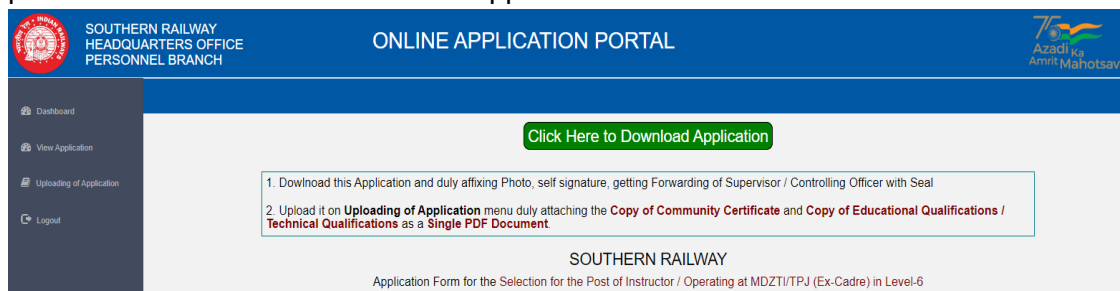 SOUTHERN RAILWAY
HEADQUARTERS OFFICE
PERSONNEL BRANCH
ONLINE APPLICATION PORTAL
75
Azadi Ka
Amrit Mahotsav
Dashboard
View Application
Uploading of Application
Logout
Click Here to Download Application
1. Dowlnoad this Application and duly affixing Photo, self signature, getting Forwarding of Supervisor / Controlling Officer with Seal
2. Upload it on Uploading of Application menu duly attaching the Copy of Community Certificate and Copy of Educational Qualifications /
Technical Qualifications as a Single PDF Document.
SOUTHERN RAILWAY
Application Form for the Selection for the Post of Instructor / Operating at MDZTI/TPJ (Ex-Cadre) in Level-6